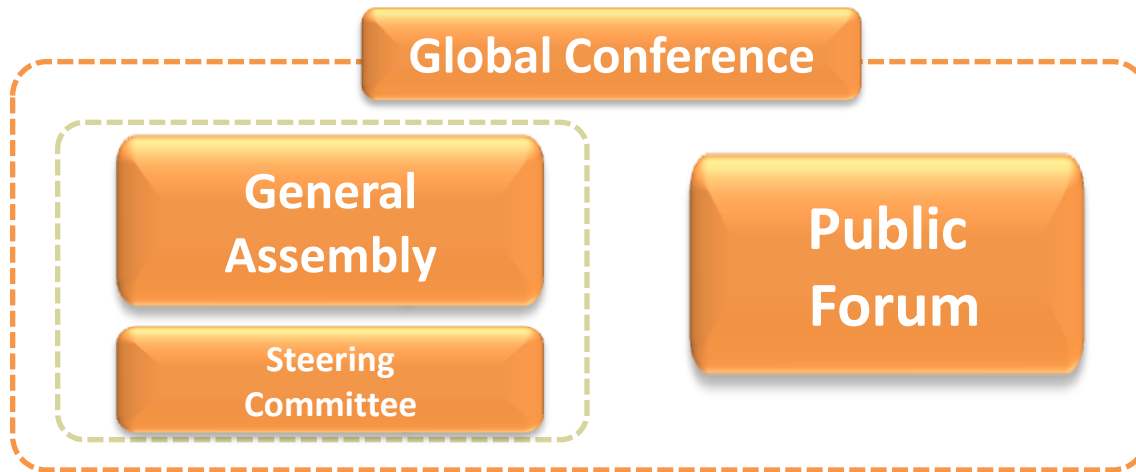 Global Conference
General
Assembly
Steering
Committee
Public
Forum